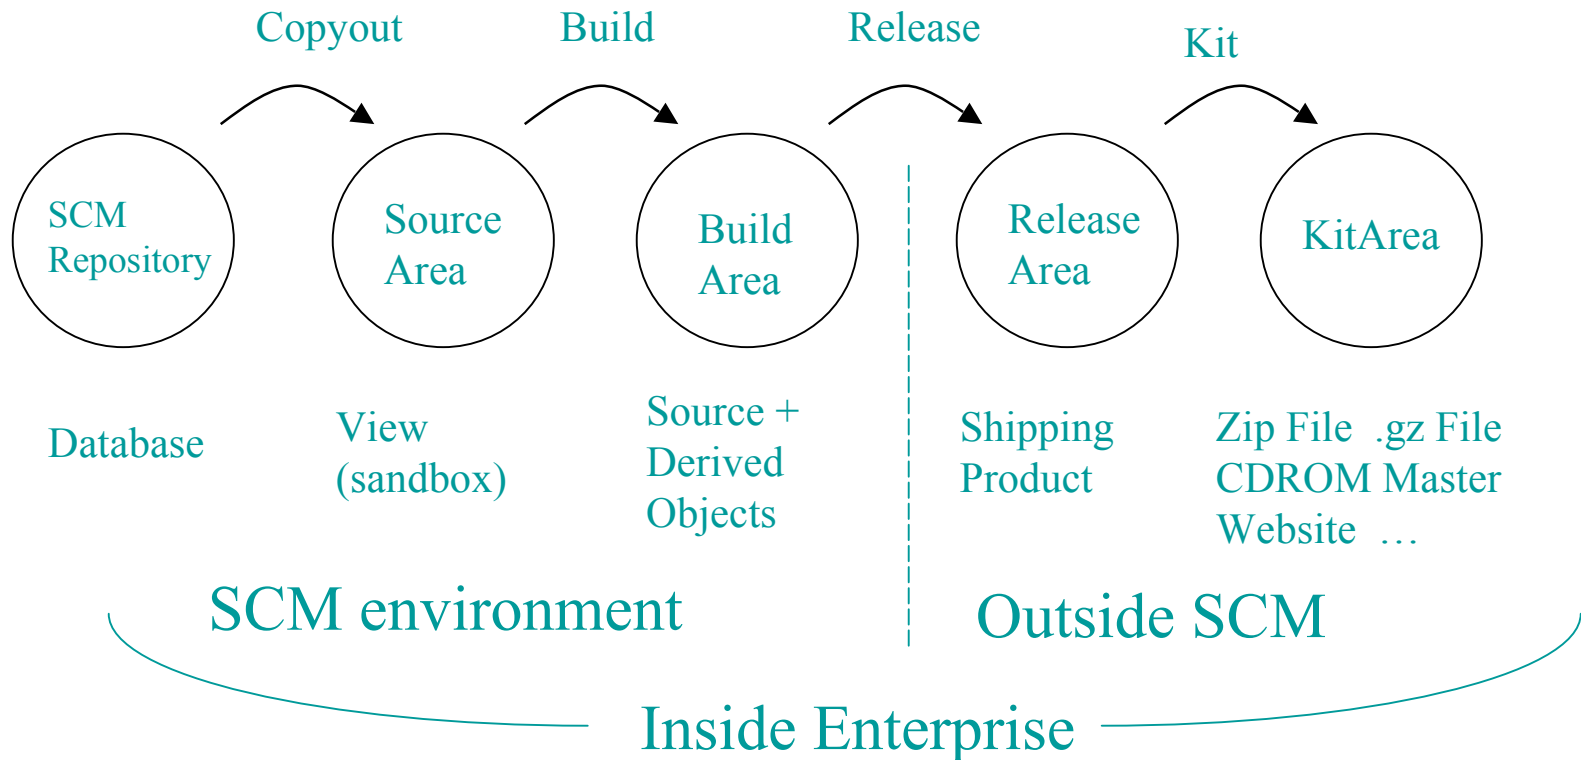 Copyout
Build
Release
Kit
SCM
Repository
Source
Area
Build
Area
Release
Area
KitArea
Database
View
(sandbox)
Source +
Derived
Objects
Shipping
Product
Zip File .gz File
CDROM Master
Website …
SCM environment
Outside SCM
Inside Enterprise